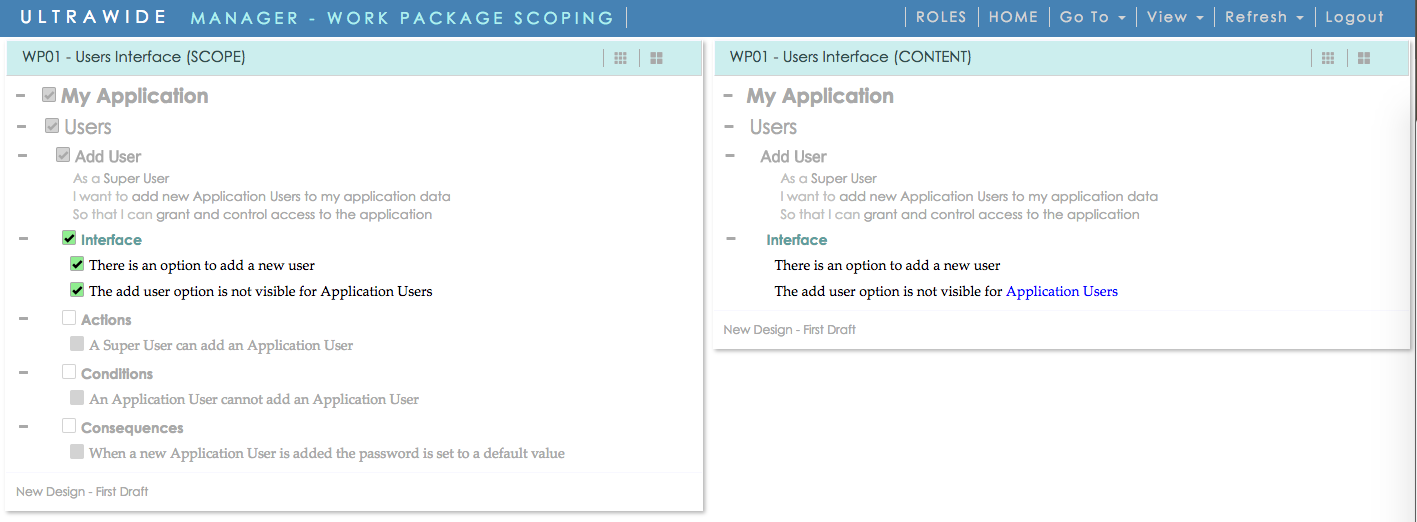 ULTRAWIDE MANAGER - WORK PACKAGE SCOPING ROLES HOME Go To View Refresh Logout
WP01 - Users Interface (SCOPE)
My Application
Users
Add User
As a Super User
I want to add new Application Users to my application data
So that I can grant and control access to the application
Interface
There is an option to add a new user
The add user option is not visible for Application Users
Actions
A Super User can add an Application User
Conditions
An Application User cannot add an Application User
Consequences
When a new Application User is added the password is set to a default value
New Design - First Draft
WP01 - Users Interface (CONTENT)
My Application
Users
Add User
As a Super User
I want to add new Application Users to my application data
So that I can grant and control access to the application
Interface
There is an option to add a new user
The add user option is not visible for Application Users
New Design - First Draft